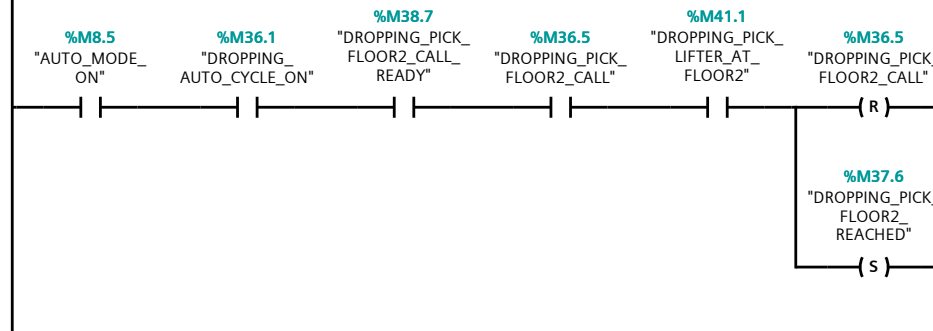 %M8.5
"AUTO_MODE_
ON"
%M36.1
"DROPPING_
AUTO_CYCLE_ON"
%M38.7
"DROPPING_PICK_
FLOOR2_CALL_
READY"
%M36.5
"DROPPING_PICK_
FLOOR2_CALL"
%M41.1
"DROPPING_PICK_
LIFTER_AT_
FLOOR2"
%M36.5
"DROPPING_PICK_
FLOOR2_CALL"
R
%M37.6
"DROPPING_PICK_
FLOOR2_
REACHED"
S